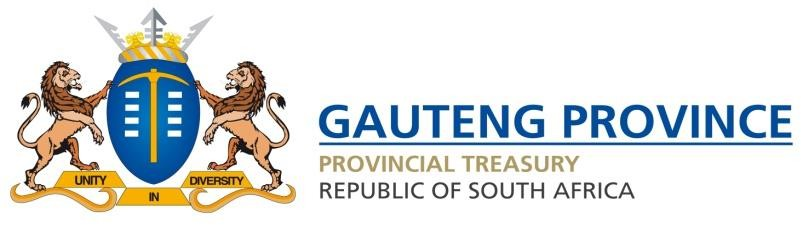 UNITY
IN
DIVERSITY
GAUTENG PROVINCE
PROVINCIAL TREASURY
REPUBLIC OF SOUTH AFRICA